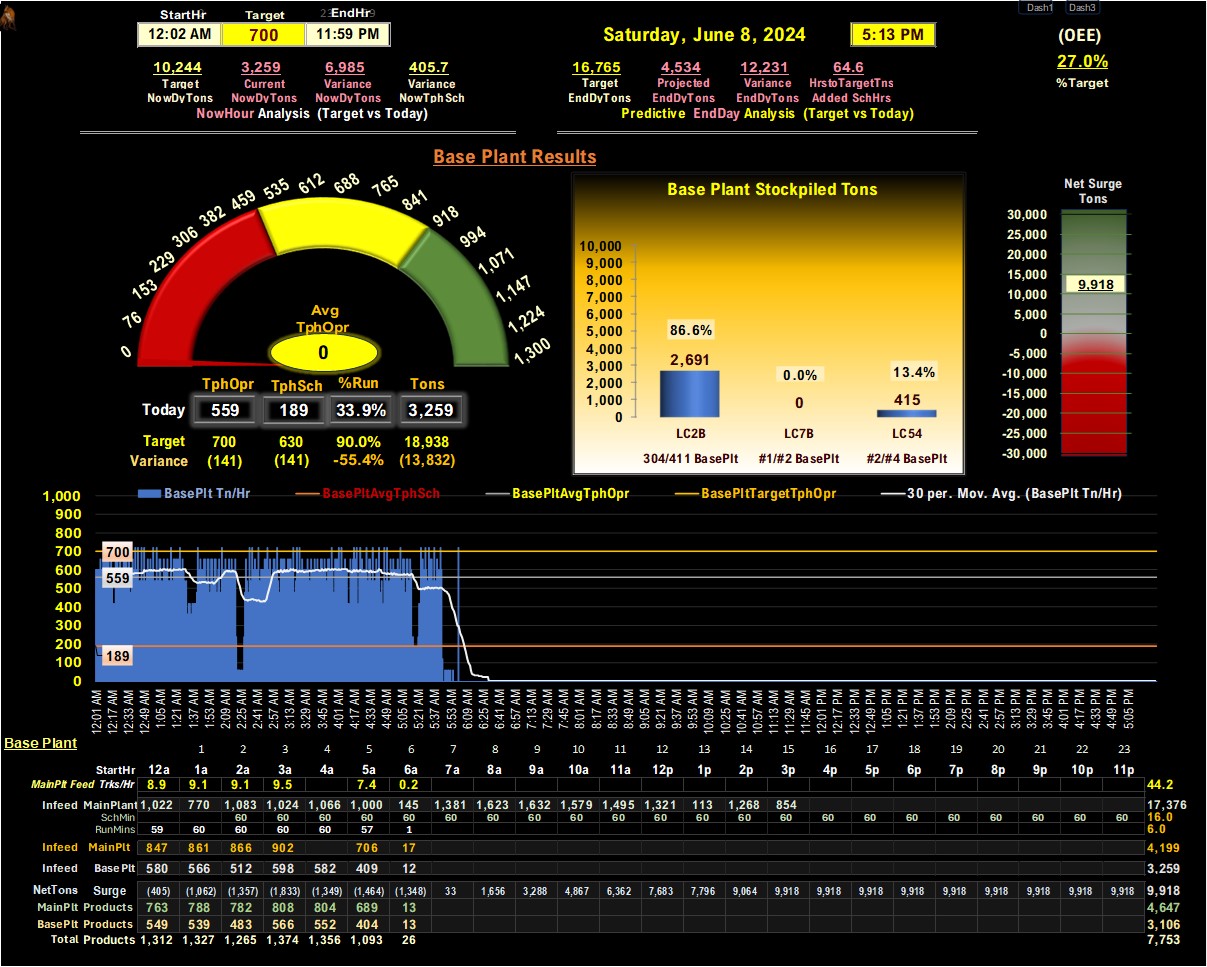 StartHr Target EndHr Dash1 Dash3
12:02 AM 700 11:59 PM Saturday, June 8, 2024 5:13 PM (OEE)
10,244 3,259 6,985 405.7 16,765 4,534 12,231 64.6 27.0%
Target Current Variance Variance Target Projected Variance HrstoTargetTns %Target
NowDyTons NowDyTons NowDyTons NowTphSch EndDyTons EndDyTons EndDyTons Added SchHrs
NowHour Analysis (Target vs Today) Predictive EndDay Analysis (Target vs Today)
Base Plant Results
0 76 153 229 306 382 459 535 612 688 765 841 918 994 1,071 1,147 1,224 1,300
Avg
TphOpr
0
TphOpr TphSch %Run Tons
Today 559 189 33.9% 3,259
Target 700 630 90.0% 18,938
Variance (141) (141) -55.4% (13,832)
Base Plant Stockpiled Tons
10,000
9,000
8,000
7,000
6,000
5,000
4,000
3,000
2,000
1,000
0
86.6% 0.0% 13.4%
2,691 0 415
LC2B LC7B LC54
304/411 BasePlt #1/#2 BasePlt #2/#4 BasePlt
Net Surge
Tons
30,000
25,000
20,000
15,000
10,000
5,000
0
-5,000
-10,000
-15,000
-20,000
-25,000
-30,000
9,918
BasePlt Tn/Hr BasePltAvgTphSch BasePltAvgTphOpr BasePltTargetTphOpr 30 per. Mov. Avg. (BasePlt Tn/Hr)
1,000
900
800
700
600
500
400
300
200
100
0
700
559
189
12:01 AM 12:17 AM 12:33 AM 12:49 AM 1:05 AM 1:21 AM 1:37 AM 1:53 AM 2:09 AM 2:25 AM 2:41 AM 2:57 AM 3:13 AM 3:29 AM 3:45 AM 4:01 AM 4:17 AM 4:33 AM 4:49 AM 5:05 AM 5:21 AM 5:37 AM 5:53 AM 6:09 AM 6:25 AM 6:41 AM 6:57 AM 7:13 AM 7:29 AM 7:45 AM 8:01 AM 8:17 AM 8:33 AM 8:49 AM 9:05 AM 9:21 AM 9:37 AM 9:53 AM 10:09 AM 10:25 AM 10:41 AM 10:57 AM 11:13 AM 11:29 AM 11:45 AM 12:01 PM 12:17 PM 12:33 PM 12:49 PM 1:05 PM 1:21 PM 1:37 PM 1:53 PM 2:09 PM 2:25 PM 2:41 PM 2:57 PM 3:13 PM 3:29 PM 3:45 PM 4:01 PM 4:17 PM 4:33 PM 4:49 PM 5:05 PM
Base Plant 1 2 3 4 5 6 7 8 9 10 11 12 13 14 15 16 17 18 19 20 21 22 23
StartHr 12a 1a 2a 3a 4a 5a 6a 7a 8a 9a 10a 11a 12p 1p 2p 3p 4p 5p 6p 7p 8p 9p 10p 11p
MainPlt Feed Trks/Hr 8.9 9.1 9.1 9.5 7.4 0.2 44.2
Infeed MainPlant 1,022 770 1,083 1,024 1,066 1,000 145 1,381 1,623 1,632 1,579 1,495 1,321 113 1,268 854 17,376
SchMin 60 60 60 60 60 60 60 60 60 60 60 60 60 60 60 60 60 60 60 60 60 60 16.0
RunMins 59 60 60 60 60 57 1 6.0
Infeed MainPlt 847 861 866 902 706 17 4,199
Infeed Base Plt 580 566 512 598 582 409 12 3.259
NetTons Surge (405) (1,062) (1,357) (1,833) (1,349) (1,464) (1,348) 33 1,656 3,288 4,867 6,362 7,683 7,796 9,064 9,918 9,918 9,918 9,918 9,918 9,918 9,918 9,918 9,918 9,918
MainPlt Products 763 788 782 808 804 689 13 4,647
BasePlt Products 549 539 483 566 552 404 13 3,106
Total Products 1,312 1,327 1,265 1,374 1,356 1,093 26 7,753